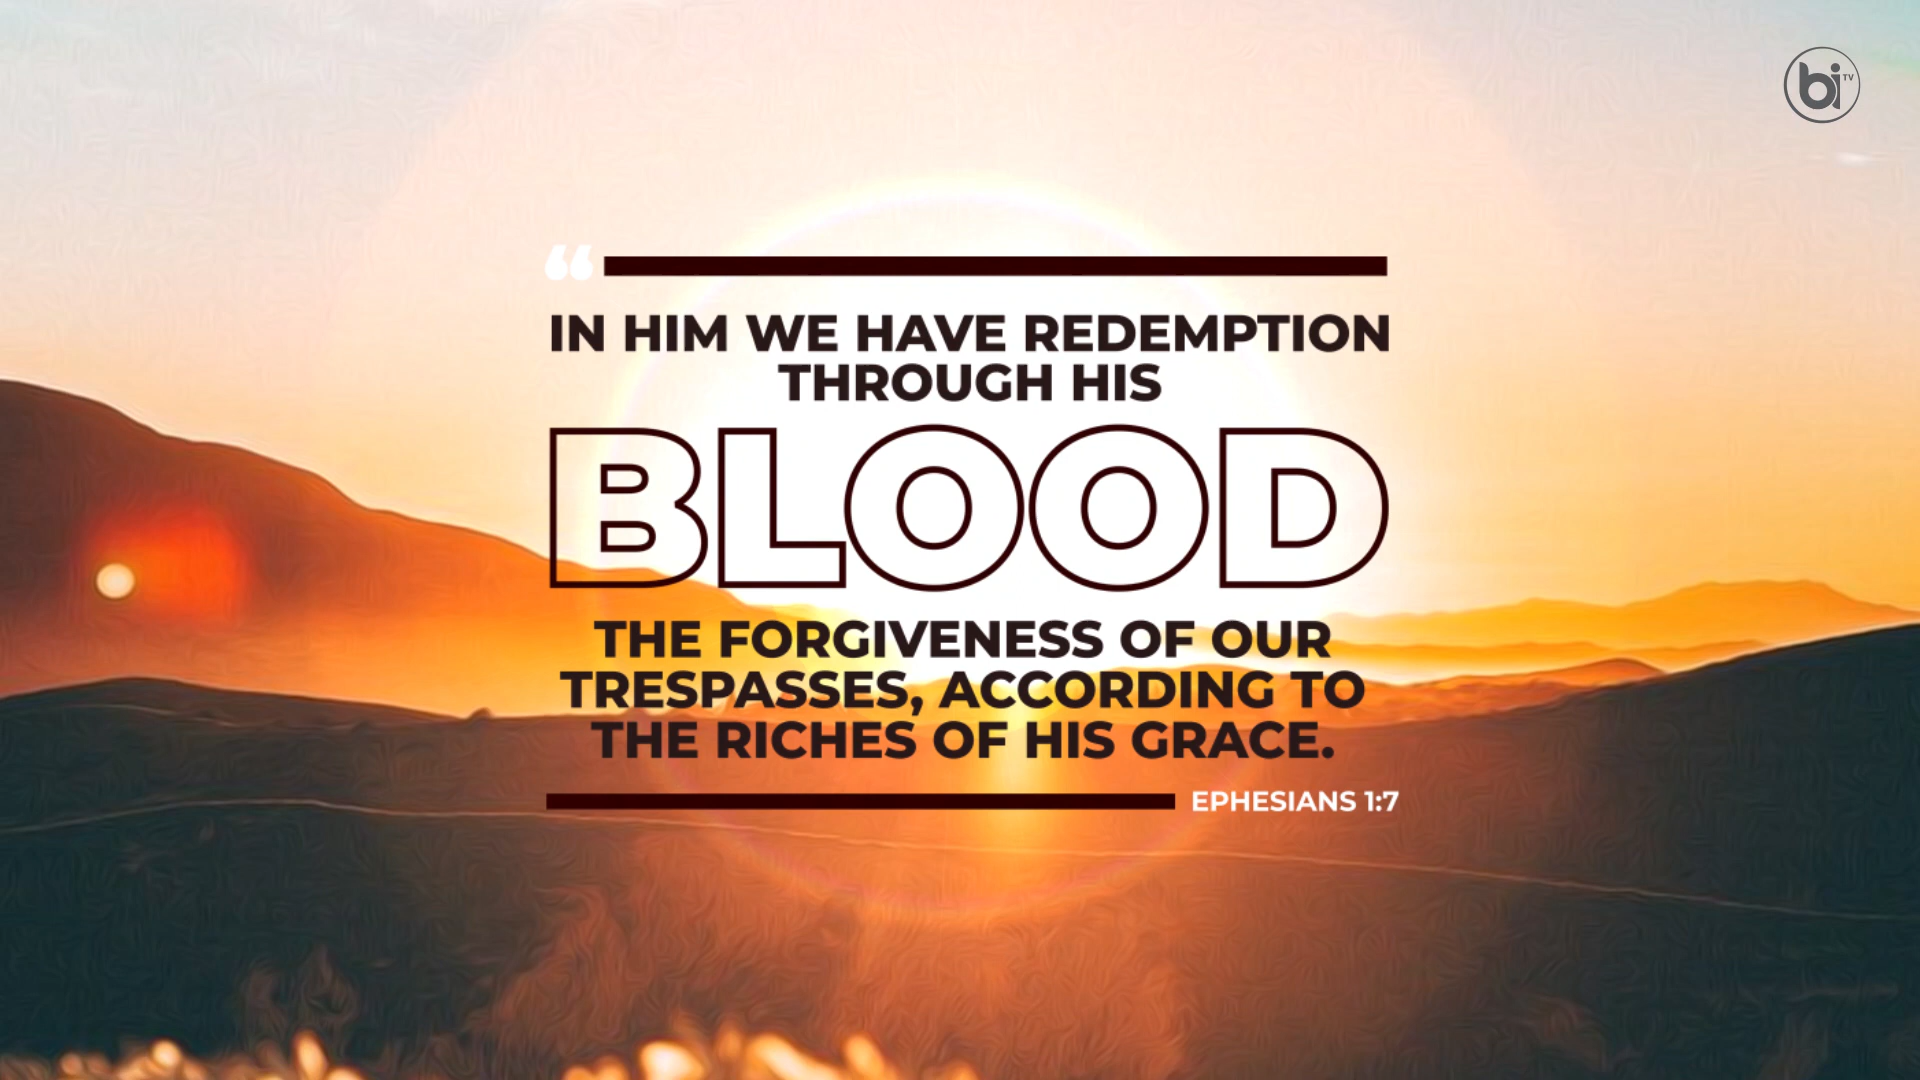 bi TV
“
IN HIM WE HAVE REDEMPTION
THROUGH HIS
BLOOD
THE FORGIVENESS OF OUR
TRESPASSES, ACCORDING TO
THE RICHES OF HIS GRACE.
EPHESIANS 1:7